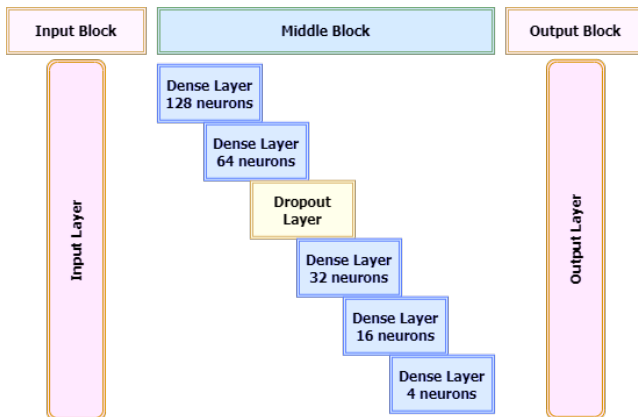 Input Block
Middle Block
Output Block
Input Layer
Dense Layer
128 neurons
Dense Layer
64 neurons
Dropout
Layer
Dense Layer
32 neurons
Dense Layer
16 neurons
Dense Layer
4 neurons
Output Layer